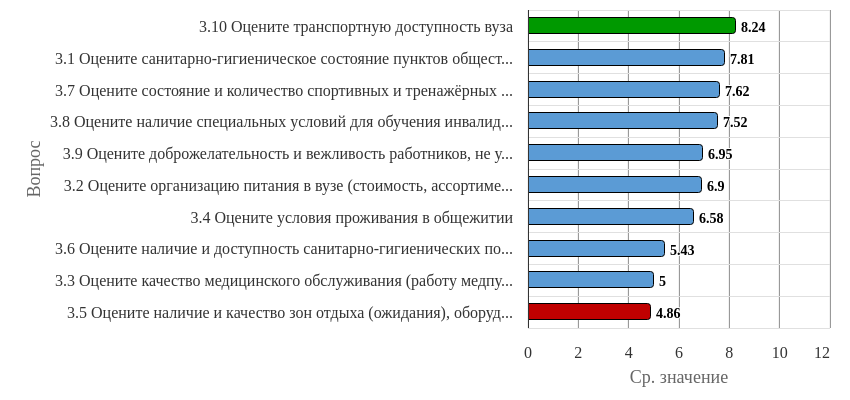 3.10 Оцените транспортную доступность вуза 8.24
3.1 Оцените санитарно-гигиеническое состояние пунктов общест... 7.81
3.7 Оцените состояние и количество спортивных и тренажёрных ... 7.62
3.8 Оцените наличие специальных условий для обучения инвалид... 7.52
3.9 Оцените доброжелательность и вежливость работников, не у... 6.95
3.2 Оцените организацию питания в вузе (стоимость, ассортиме... 6.9
3.4 Оцените условия проживания в общежитии 6.58
3.6 Оцените наличие и доступность санитарно-гигиенических по... 5.43
3.3 Оцените качество медицинского обслуживания (работу медпу... 5
3.5 Оцените наличие и качество зон отдыха (ожидания), оборуд... 4.86
Вопрос
0 2 4 6 8 10 12
Ср. значение